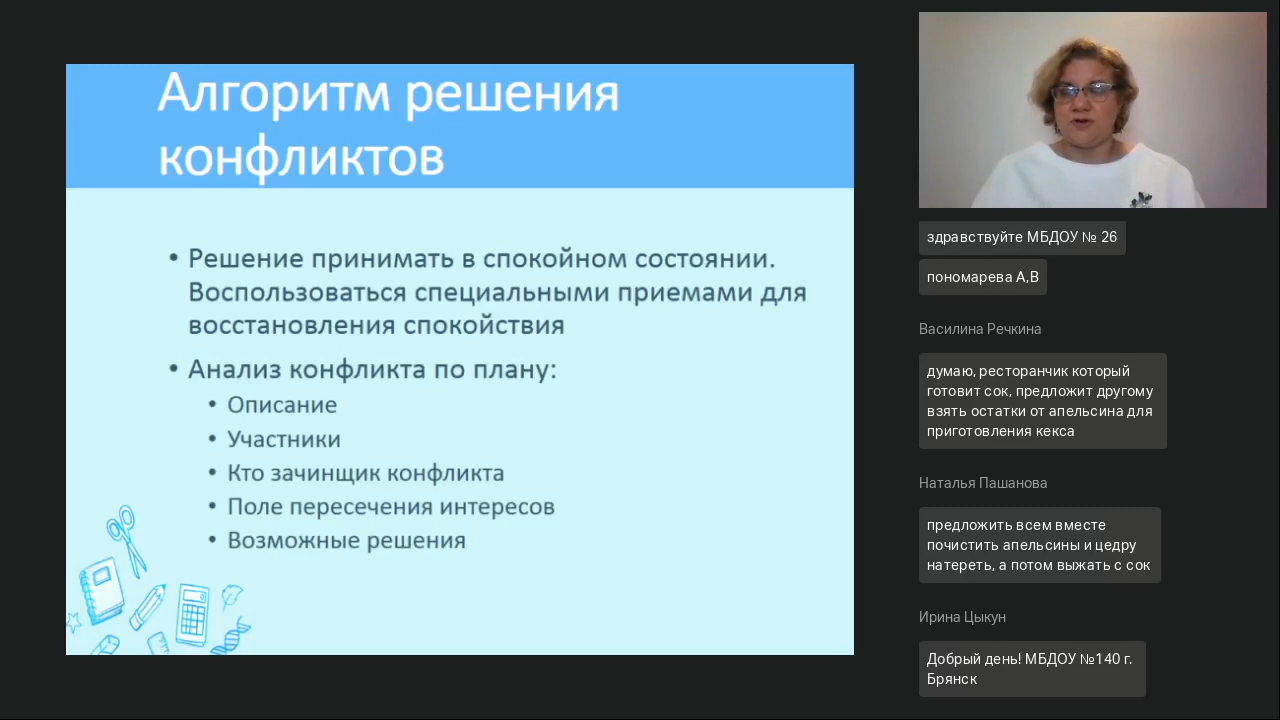 Алгоритм решения
конфликтов
• Решение принимать в спокойном состоянии.
Воспользоваться специальными приемами для
восстановления спокойствия
• Анализ конфликта по плану:
• Описание
• Участники
• Кто зачинщик конфликта
• Поле пересечения интересов
• Возможные решения
здравствуйте МБДОУ № 26
пономарева А,В
Василина Речкина
думаю, ресторанчик который
готовит сок, предложит другому
взять остатки от апельсина для
приготовления кекса
Наталья Пашанова
предложить всем вместе
почистить апельсины и цедру
натереть, а потом выжать с сок
Ирина Цыкун
Добрый день! МБДОУ №140 г.
Брянск